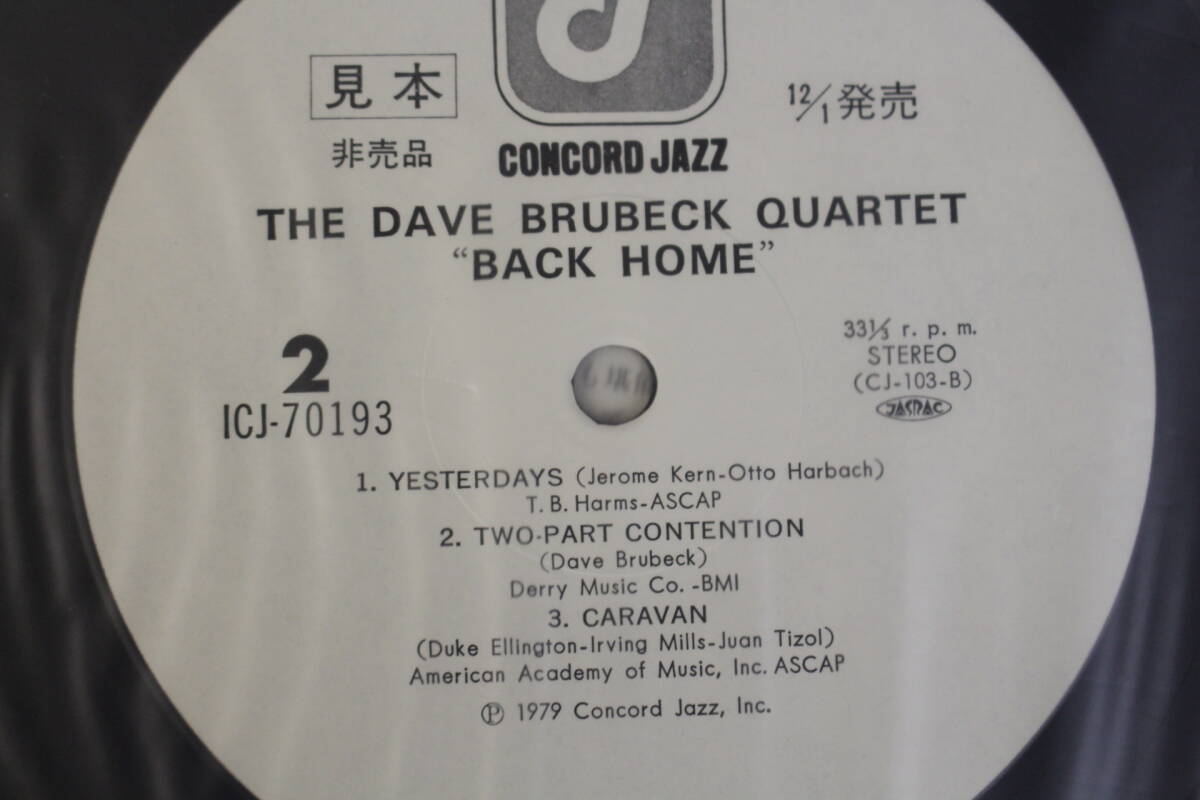 見本
12/1発売
非売品
CONCORD JAZZ
THE DAVE BRUBECK QUARTET
“BACK HOME”
2
ICJ-70193
33⅓ r. p. m.
STEREO
(CJ-103-B)
JASRAC
1. YESTERDAYS (Jerome Kern-Otto Harbach)
T. B. Harms-ASCAP
2. TWO-PART CONTENTION
(Dave Brubeck)
Derry Music Co. -BMI
3. CARAVAN
(Duke Ellington-Irving Mills-Juan Tizol)
American Academy of Music, Inc. ASCAP
Ⓟ 1979 Concord Jazz, Inc.